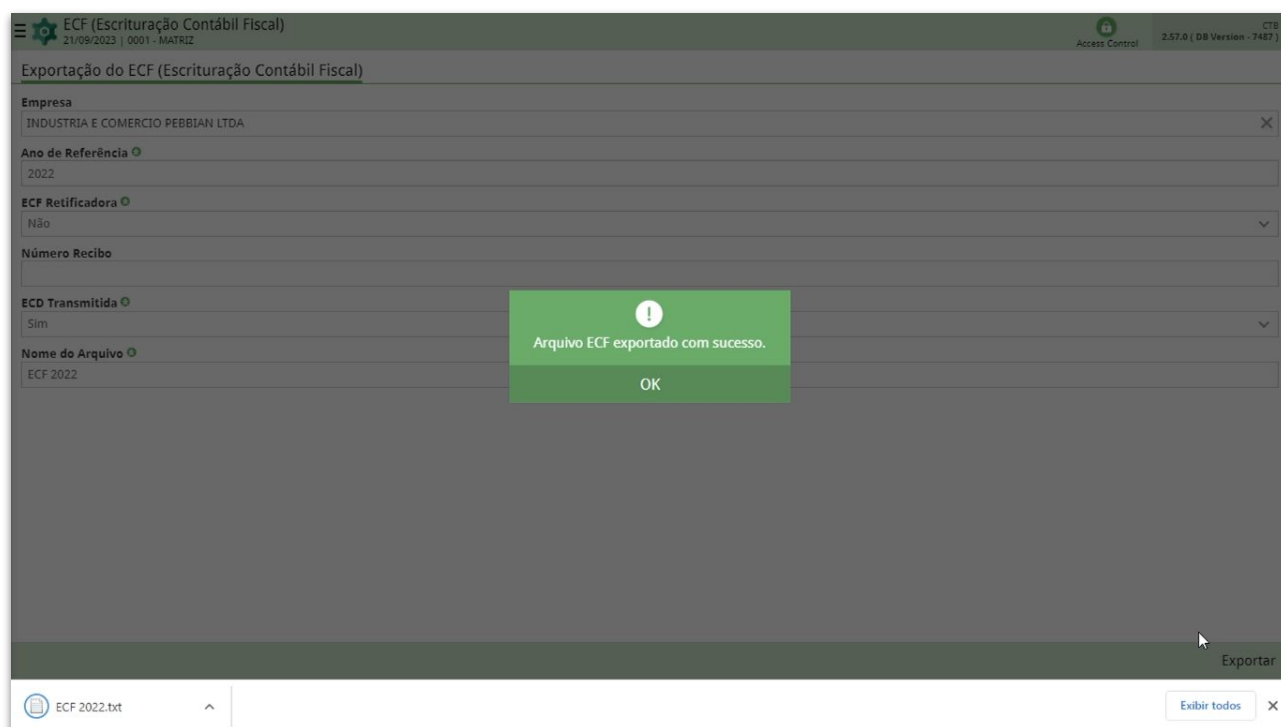 ECF (Escrituração Contábil Fiscal)
21/09/2023 | 0001 - MATRIZ
Access Control
CTB
2.57.0 ( DB Version - 7487 )
Exportação do ECF (Escrituração Contábil Fiscal)
Empresa
INDUSTRIA E COMERCIO PEBBIAN LTDA
Ano de Referência
2022
ECF Retificadora
Não
Número Recibo
ECD Transmitida
Sim
Nome do Arquivo
ECF 2022
Arquivo ECF exportado com sucesso.
OK
Exportar
ECF 2022.txt
Exibir todos